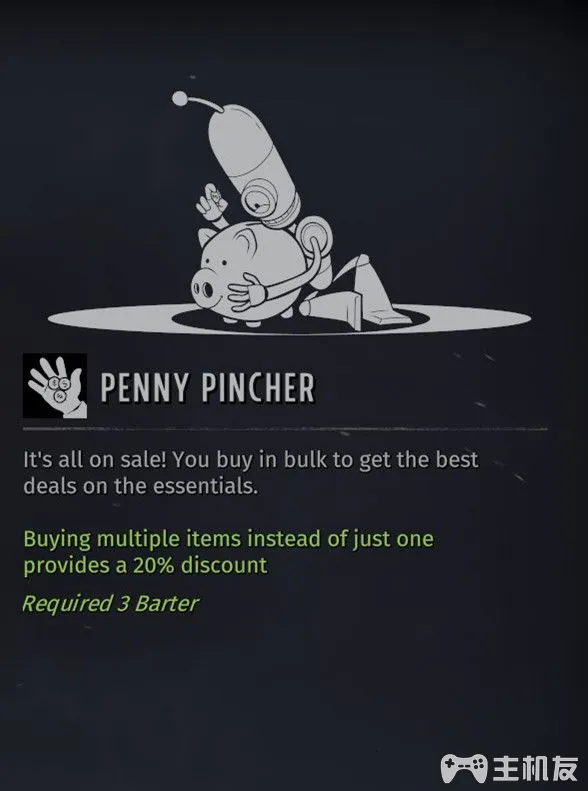 PENNY PINCHER
It's all on sale! You buy in bulk to get the best
deals on the essentials.
Buying multiple items instead of just one
provides a 20% discount
Required 3 Barter
主机友